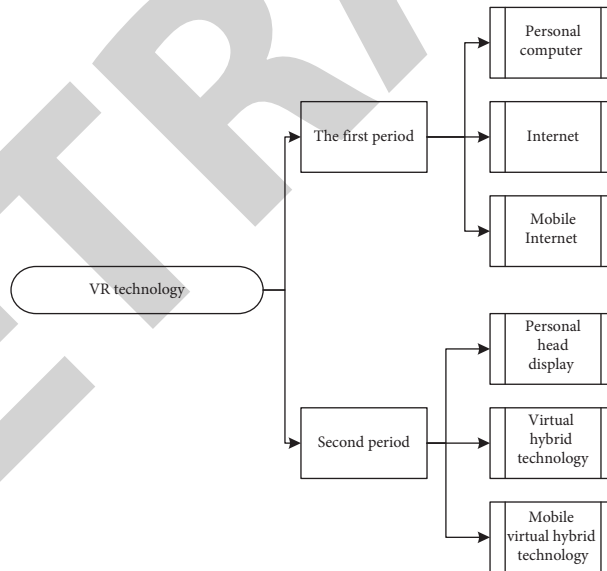 Personal
computer
The first period
Internet
Mobile
Internet
VR technology
Personal
head
display
Second period
Virtual
hybrid
technology
Mobile
virtual hybrid
technology